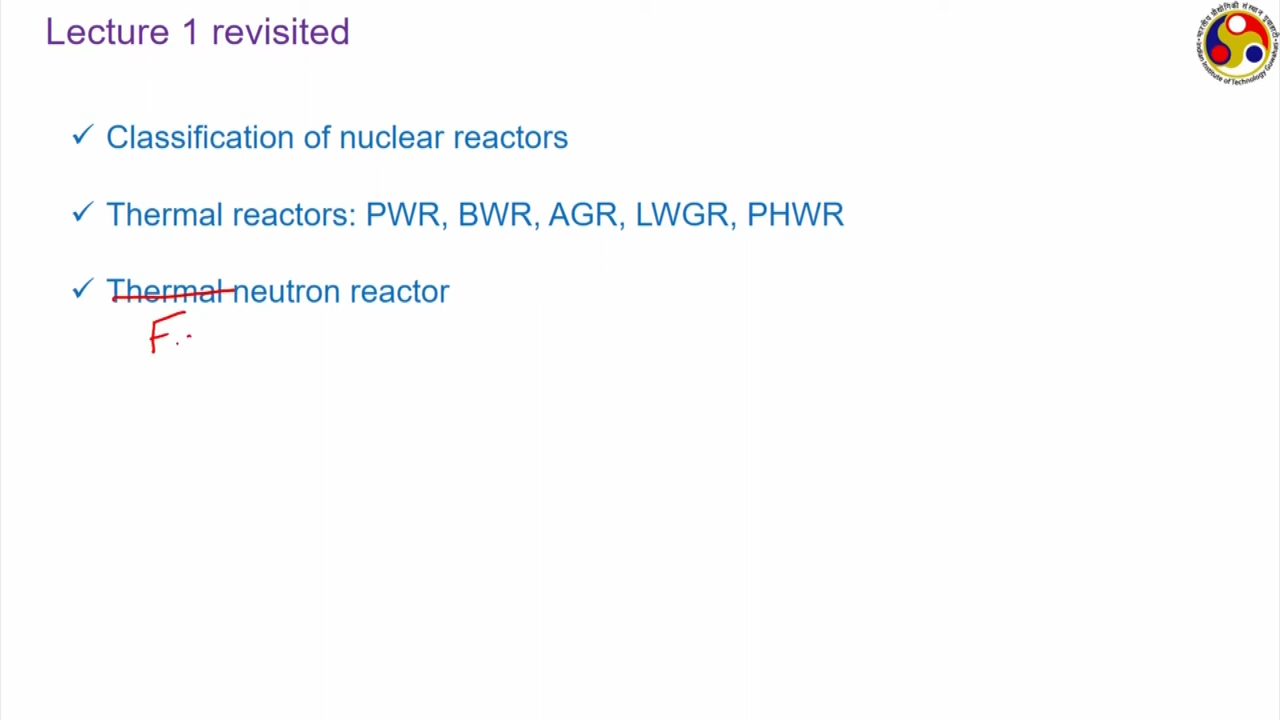 Lecture 1 revisited
✓ Classification of nuclear reactors
✓ Thermal reactors: PWR, BWR, AGR, LWGR, PHWR
✓ Thermal neutron reactor
F